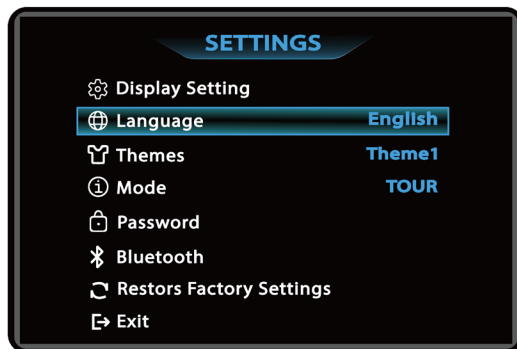 SETTINGS
Display Setting
Language English
Themes Theme1
Mode TOUR
Password
Bluetooth
Restors Factory Settings
Exit